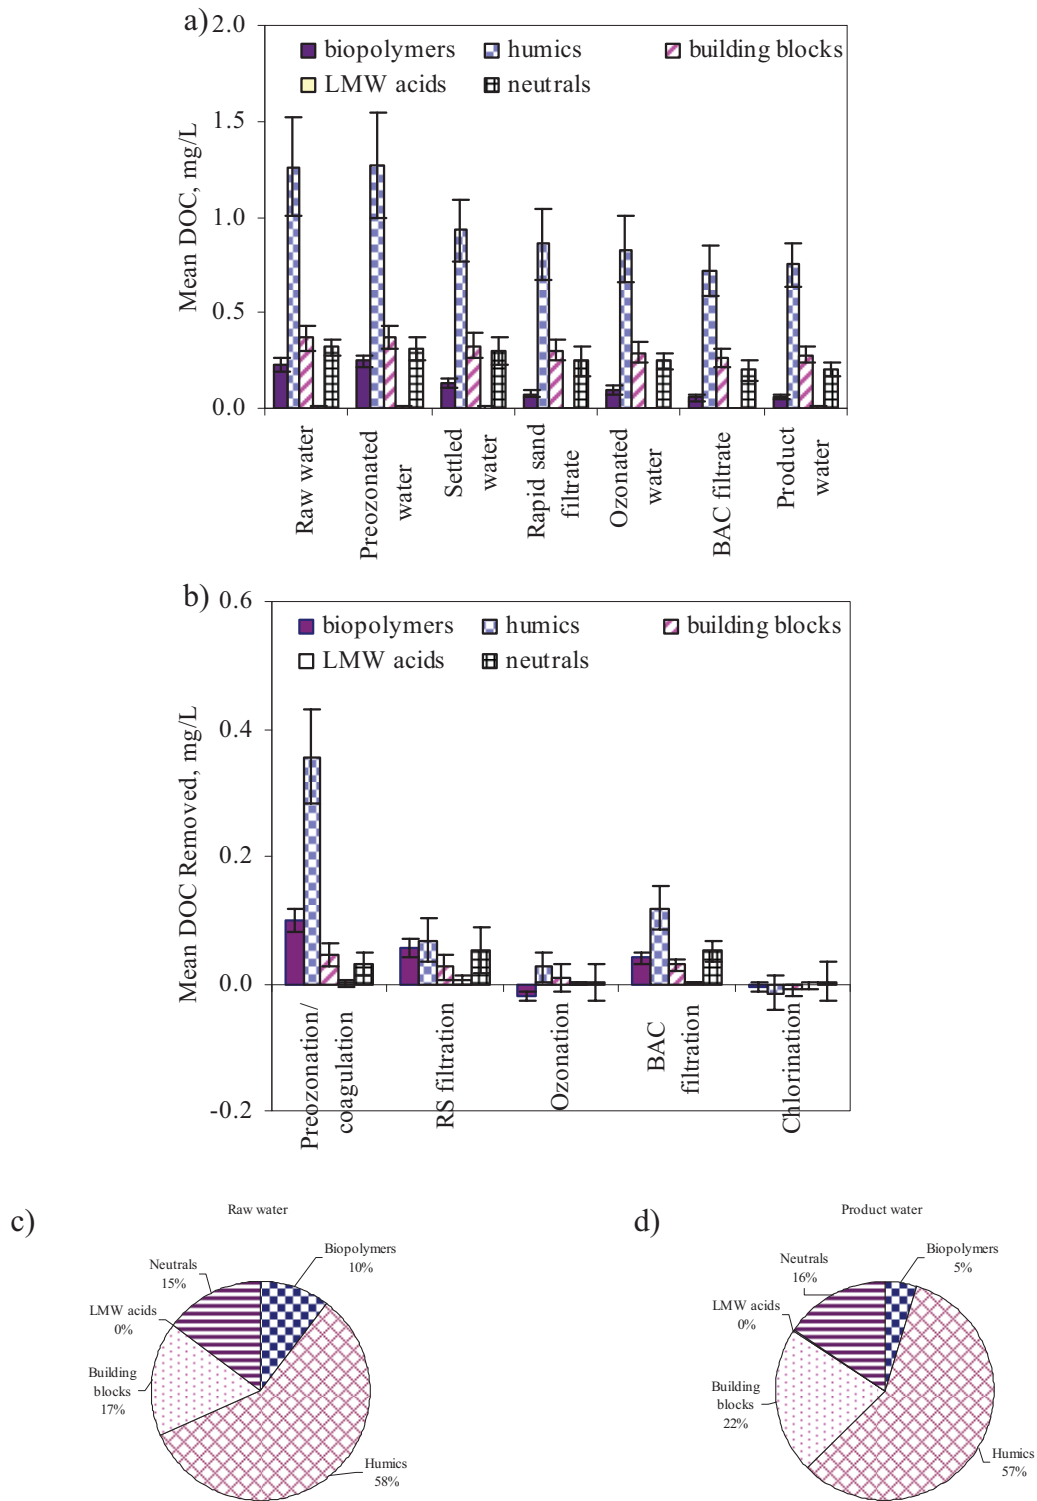 a)
2.0
1.5
1.0
0.5
0.0
Mean DOC, mg/L
biopolymers
humics
building blocks
LMW acids
neutrals
Raw water
Preozonated
water
Settled
water
Rapid sand
filtrate
Ozonated
water
BAC filtrate
Product
water
b)
0.6
0.4
0.2
0.0
-0.2
Mean DOC Removed, mg/L
biopolymers
humics
building blocks
LMW acids
neutrals
Preozonation/
coagulation
RS filtration
Ozonation
BAC
filtration
Chlorination
c)
Raw water
Biopolymers
10%
Neutrals
15%
LMW acids
0%
Building
blocks
17%
Humics
58%
d)
Product water
Biopolymers
5%
Neutrals
16%
LMW acids
0%
Building
blocks
22%
Humics
57%